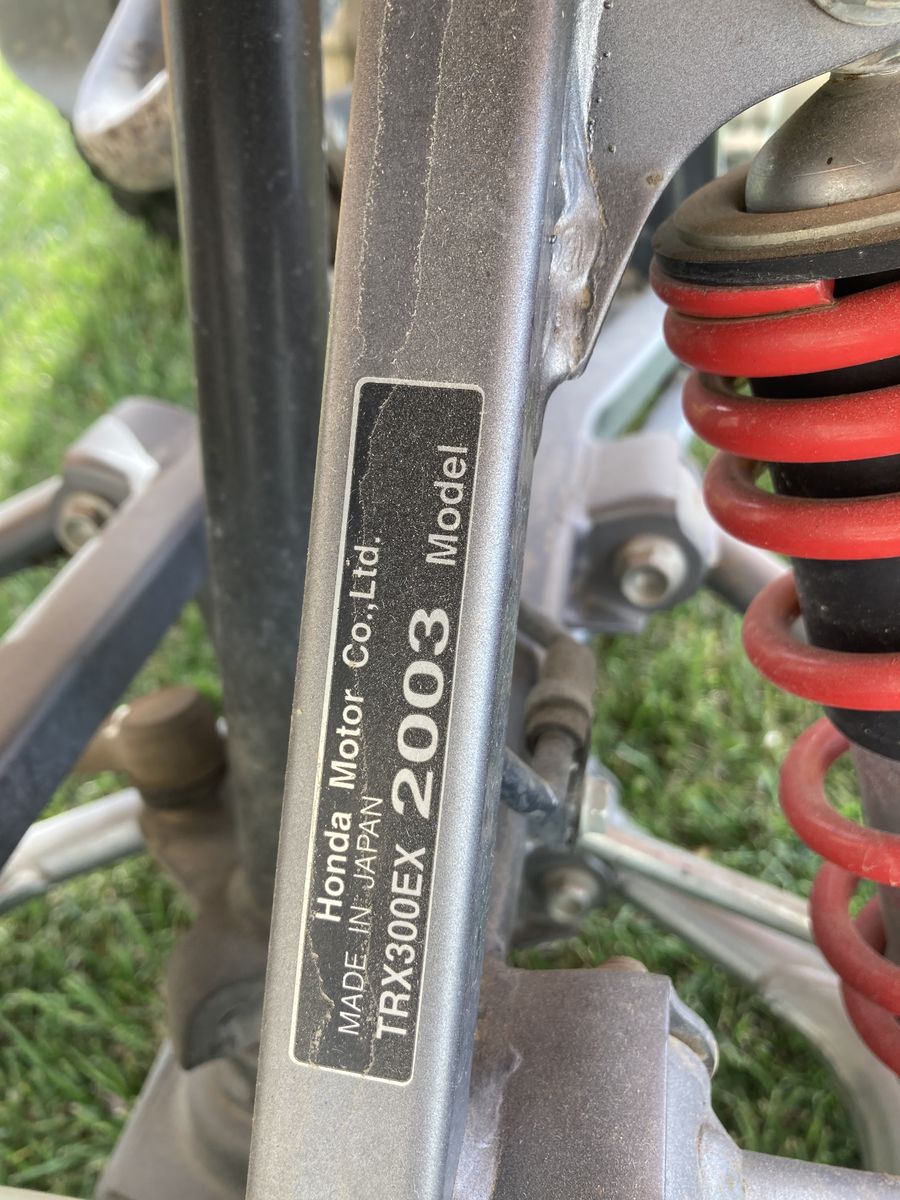 Honda Motor Co.,Ltd.
MADE IN JAPAN
TRX300EX 2003 Model